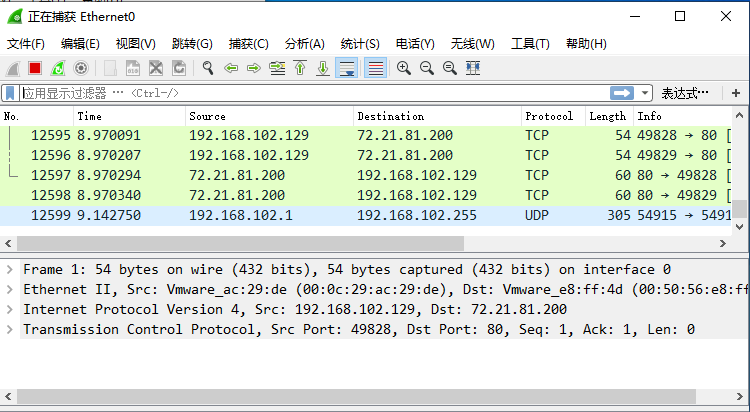 正在捕获 Ethernet0
文件(F) 编辑(E) 视图(V) 跳转(G) 捕获(C) 分析(A) 统计(S) 电话(Y) 无线(W) 工具(T) 帮助(H)
应用显示过滤器 … <Ctrl-/> 表达式… +
No. Time Source Destination Protocol Length Info
12595 8.970091 192.168.102.129 72.21.81.200 TCP 54 49828 → 80 [
12596 8.970207 192.168.102.129 72.21.81.200 TCP 54 49829 → 80 [
12597 8.970294 72.21.81.200 192.168.102.129 TCP 60 80 → 49828 [
12598 8.970340 72.21.81.200 192.168.102.129 TCP 60 80 → 49829 [
12599 9.142750 192.168.102.1 192.168.102.255 UDP 305 54915 → 5491
Frame 1: 54 bytes on wire (432 bits), 54 bytes captured (432 bits) on interface 0
Ethernet II, Src: Vmware_ac:29:de (00:0c:29:ac:29:de), Dst: Vmware_e8:ff:4d (00:50:56:e8:ff
Internet Protocol Version 4, Src: 192.168.102.129, Dst: 72.21.81.200
Transmission Control Protocol, Src Port: 49828, Dst Port: 80, Seq: 1, Ack: 1, Len: 0